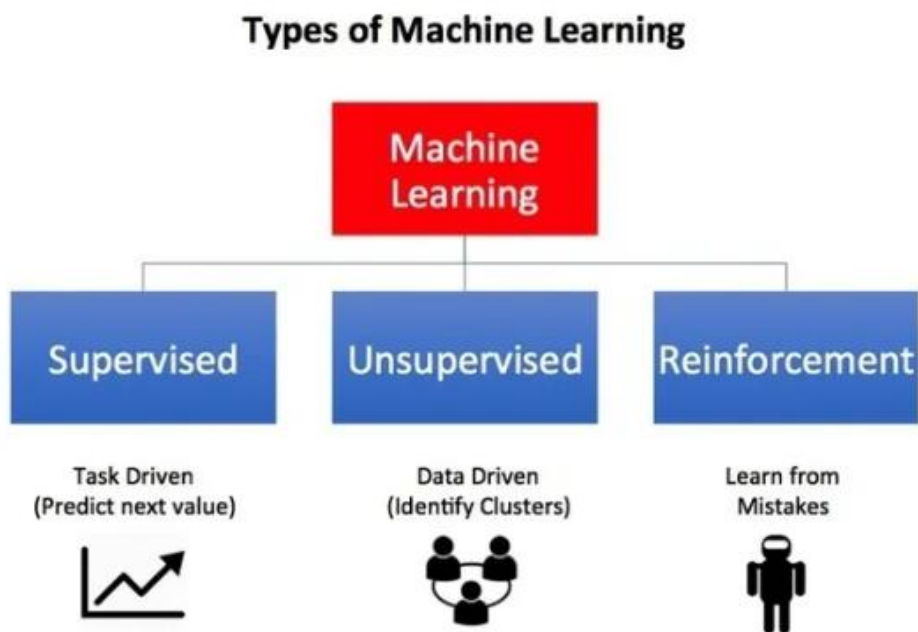 Types of Machine Learning
Machine
Learning
Supervised
Unsupervised
Reinforcement
Task Driven
(Predict next value)
Data Driven
(Identify Clusters)
Learn from
Mistakes